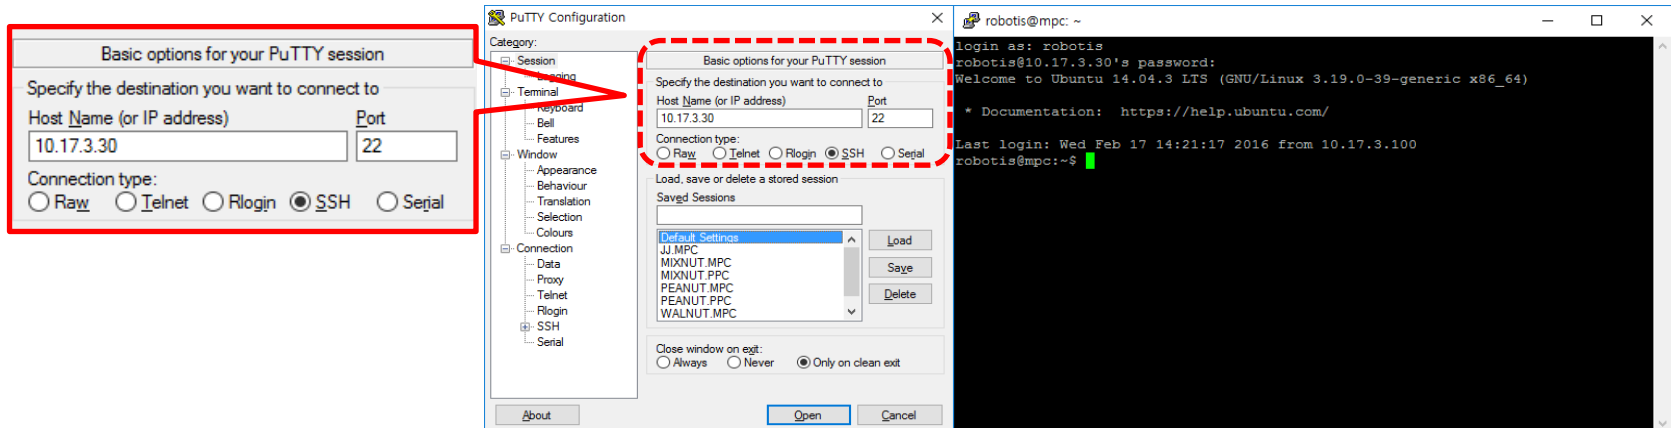 Basic options for your PuTTY session
Specify the destination you want to connect to
Host Name (or IP address) Port
10.17.3.30 22
Connection type:
Raw Telnet Rlogin SSH Serial
PuTTY Configuration
Category:
Session
Logging
Terminal
Keyboard
Bell
Features
Window
Appearance
Behaviour
Translation
Selection
Colours
Connection
Data
Proxy
Telnet
Rlogin
SSH
Serial
Basic options for your PuTTY session
Specify the destination you want to connect to
Host Name (or IP address) Port
10.17.3.30 22
Connection type:
Raw Telnet Rlogin SSH Serial
Load, save or delete a stored session
Saved Sessions
Default Settings
JJ.MPC
MIXNUT.MPC
MIXNUT.PPC
PEANUT.MPC
PEANUT.PPC
WALNUT.MPC
Load
Save
Delete
Close window on exit:
Always Never Only on clean exit
About Open Cancel
robotis@mpc: ~
login as: robotis
robotis@10.17.3.30's password:
Welcome to Ubuntu 14.04.3 LTS (GNU/Linux 3.19.0-39-generic x86_64)
* Documentation: https://help.ubuntu.com/
Last login: Wed Feb 17 14:21:17 2016 from 10.17.3.100
robotis@mpc:~$